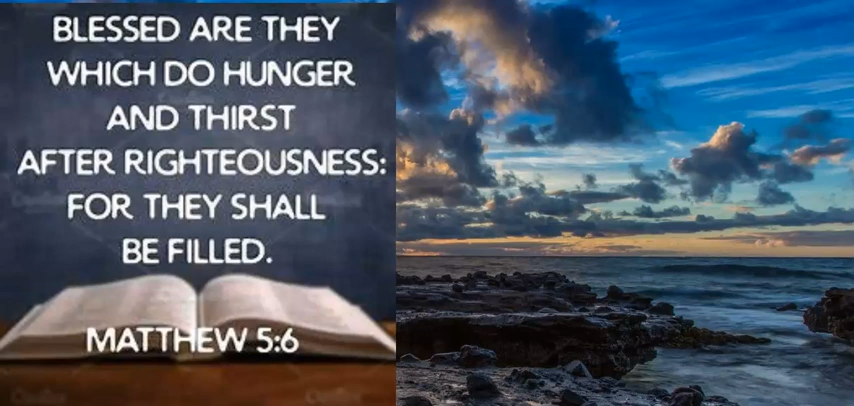 BLESSED ARE THEY
WHICH DO HUNGER
AND THIRST
AFTER RIGHTEOUSNESS:
FOR THEY SHALL
BE FILLED.
MATTHEW 5:6